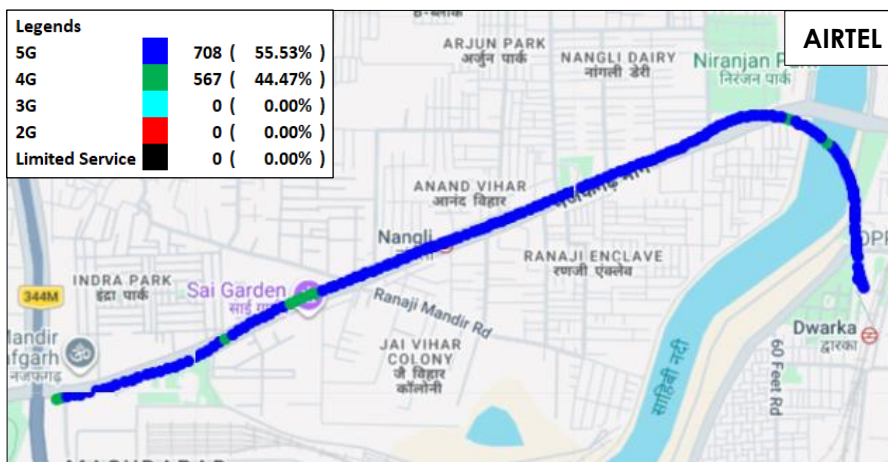 Legends
5G 708 ( 55.53% )
4G 567 ( 44.47% )
3G 0 ( 0.00% )
2G 0 ( 0.00% )
Limited Service 0 ( 0.00% )
AIRTEL
ARJUN PARK
अर्जुन पार्क
NANGLI DAIRY
नांगली डेरी
Niranjan
निरंजन पार्क
ANAND VIHAR
आनंद विहार
Nangli
RANAJI ENCLAVE
रणजी एंक्लेव
INDRA PARK
इंद्रा पार्क
344M
Sai Garden
साई
Ranaji Mandir Rd
JAI VIHAR
COLONY
जै विहार
कॉलोनी
Mandir
नजफगढ़
साहिबी नदी
60 Feet Rd
Dwarka
द्वारका